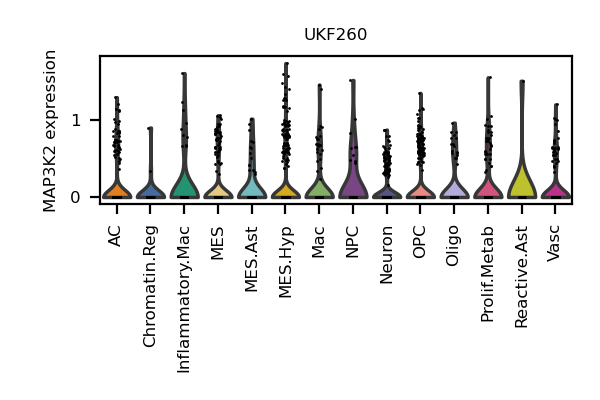 UKF260
MAP3K2 expression
1
0
AC
Chromatin.Reg
Inflammatory.Mac
MES
MES.Ast
MES.Hyp
Mac
NPC
Neuron
OPC
Oligo
Prolif.Metab
Reactive.Ast
Vasc